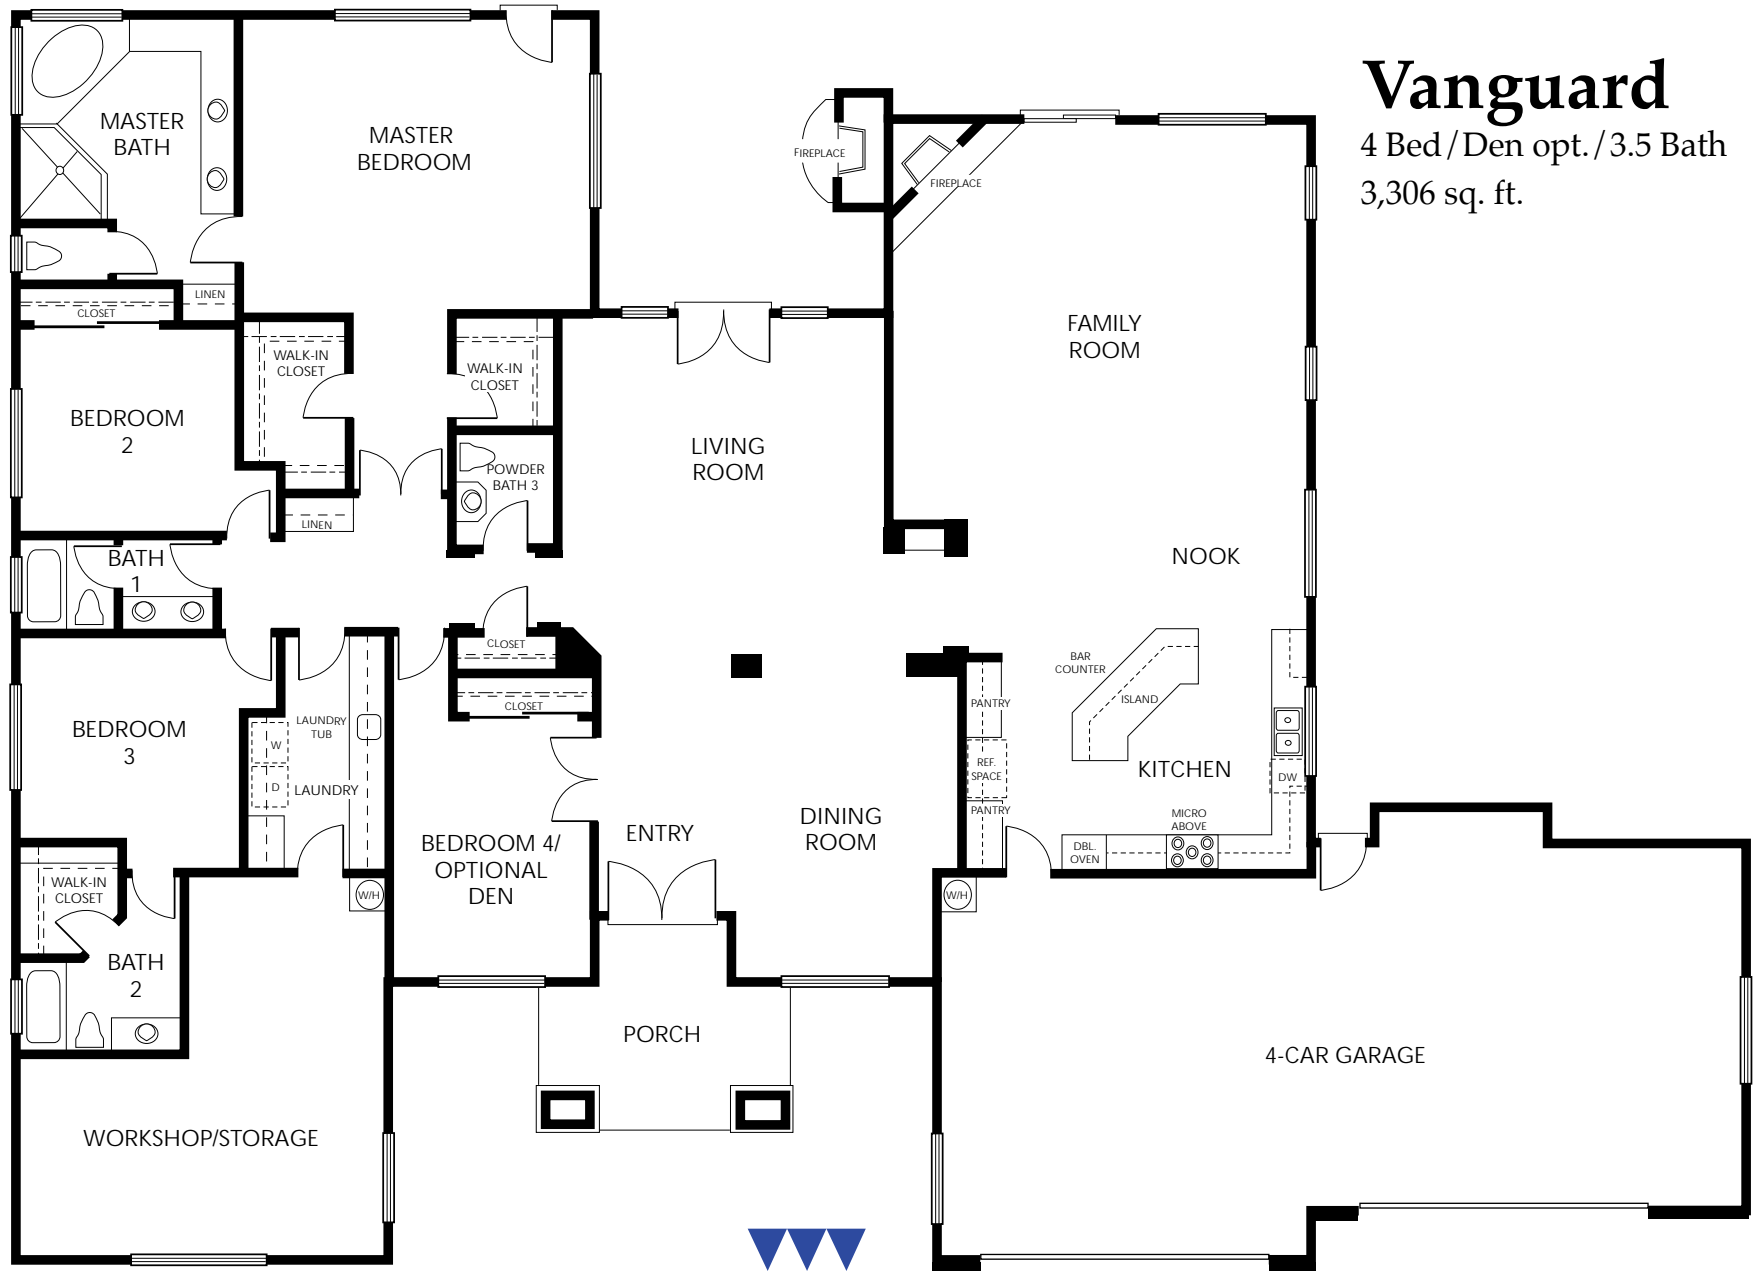 Vanguard
4 Bed/Den opt./3.5 Bath
3,306 sq. ft.
MASTER
BATH
MASTER
BEDROOM
FIREPLACE
FIREPLACE
LINEN
CLOSET
FAMILY
ROOM
WALK-IN
CLOSET
WALK-IN
CLOSET
BEDROOM
2
LIVING
ROOM
POWDER
BATH 3
LINEN
BATH
1
NOOK
CLOSET
BAR
COUNTER
ISLAND
PANTRY
CLOSET
BEDROOM
3
LAUNDRY
TUB
W
D
LAUNDRY
REF.
SPACE
KITCHEN
DW
PANTRY
MICRO
ABOVE
DBL.
OVEN
DINING
ROOM
ENTRY
BEDROOM 4/
OPTIONAL
DEN
WALK-IN
CLOSET
W/H
W/H
BATH
2
PORCH
4-CAR GARAGE
WORKSHOP/STORAGE